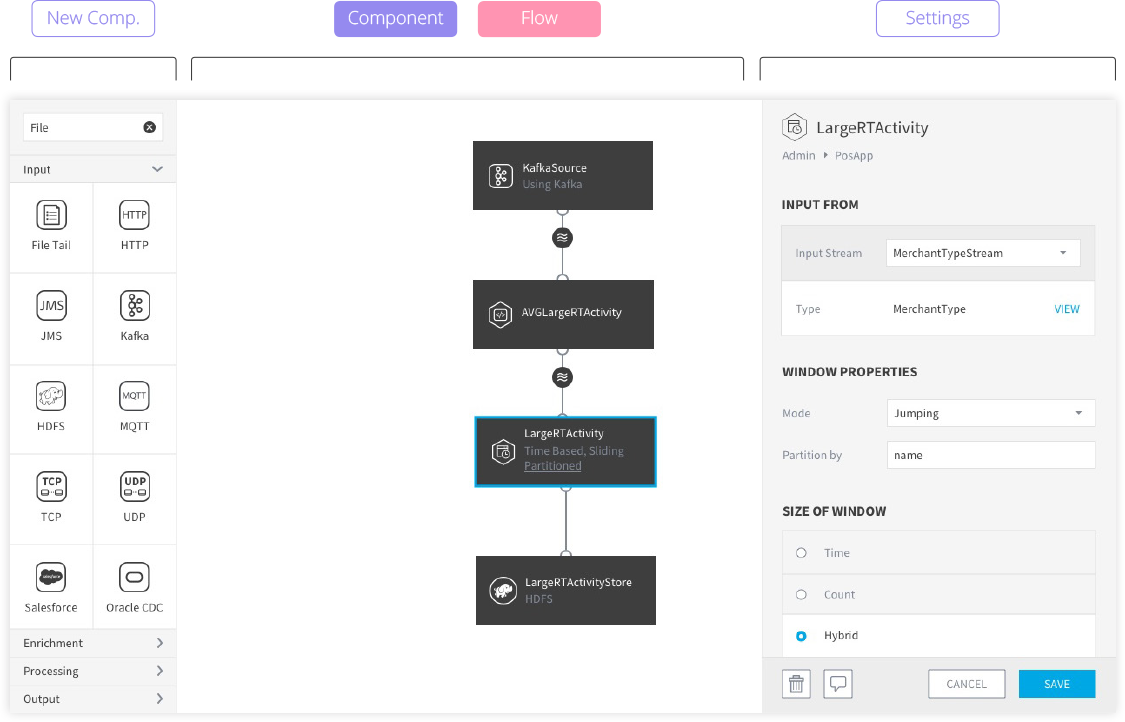 New Comp.
Component
Flow
Settings
File
Input
File Tail
HTTP
HTTP
JMS
JMS
Kafka
HDFS
MQTT
MQTT
TCP
TCP
UDP
UDP
salesforce
Salesforce
Oracle CDC
Enrichment
Processing
Output
KafkaSource
Using Kafka
AVGLargeRTActivity
LargeRTActivity
Time Based, Sliding
Partitioned
LargeRTActivityStore
HDFS
LargeRTActivity
Admin
PosApp
INPUT FROM
Input Stream
MerchantTypeStream
Type
MerchantType
VIEW
WINDOW PROPERTIES
Mode
Jumping
Partition by
name
SIZE OF WINDOW
Time
Count
Hybrid
CANCEL
SAVE